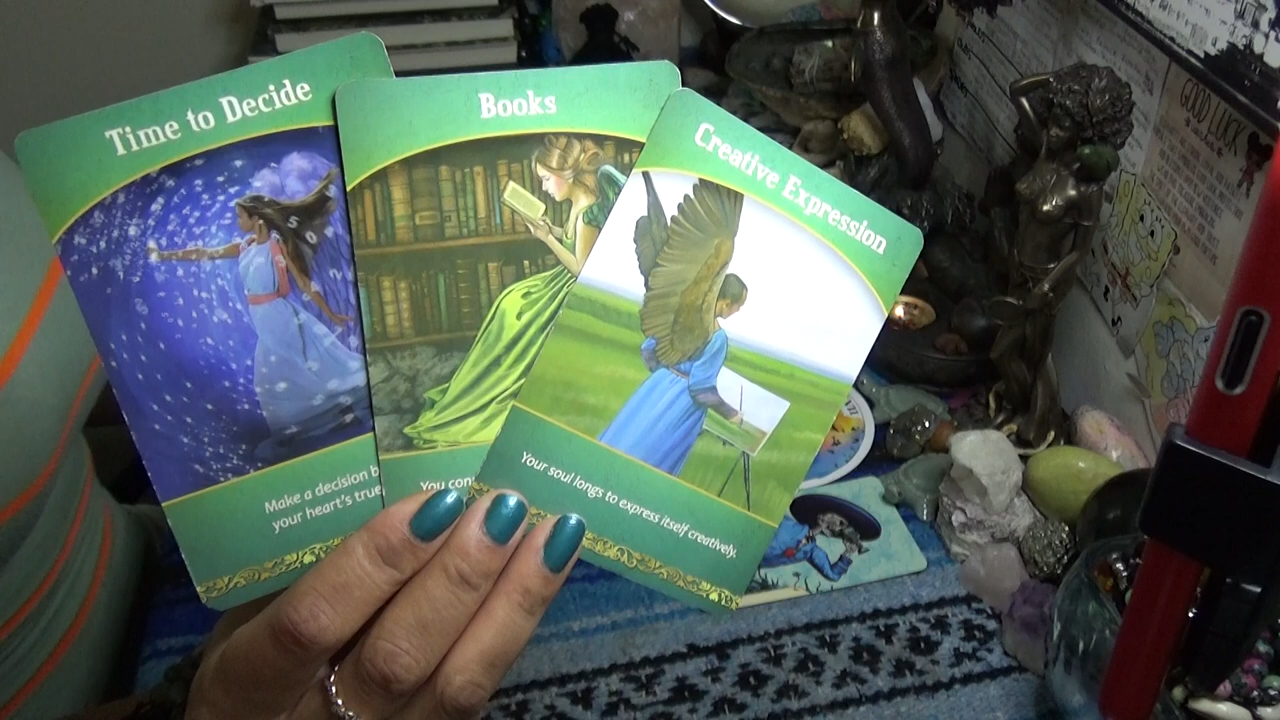 Time to Decide
Make a decision b
your heart's true
Books
You con
Creative Expression
Your soul longs to express itself creatively.
GOOD LUCK